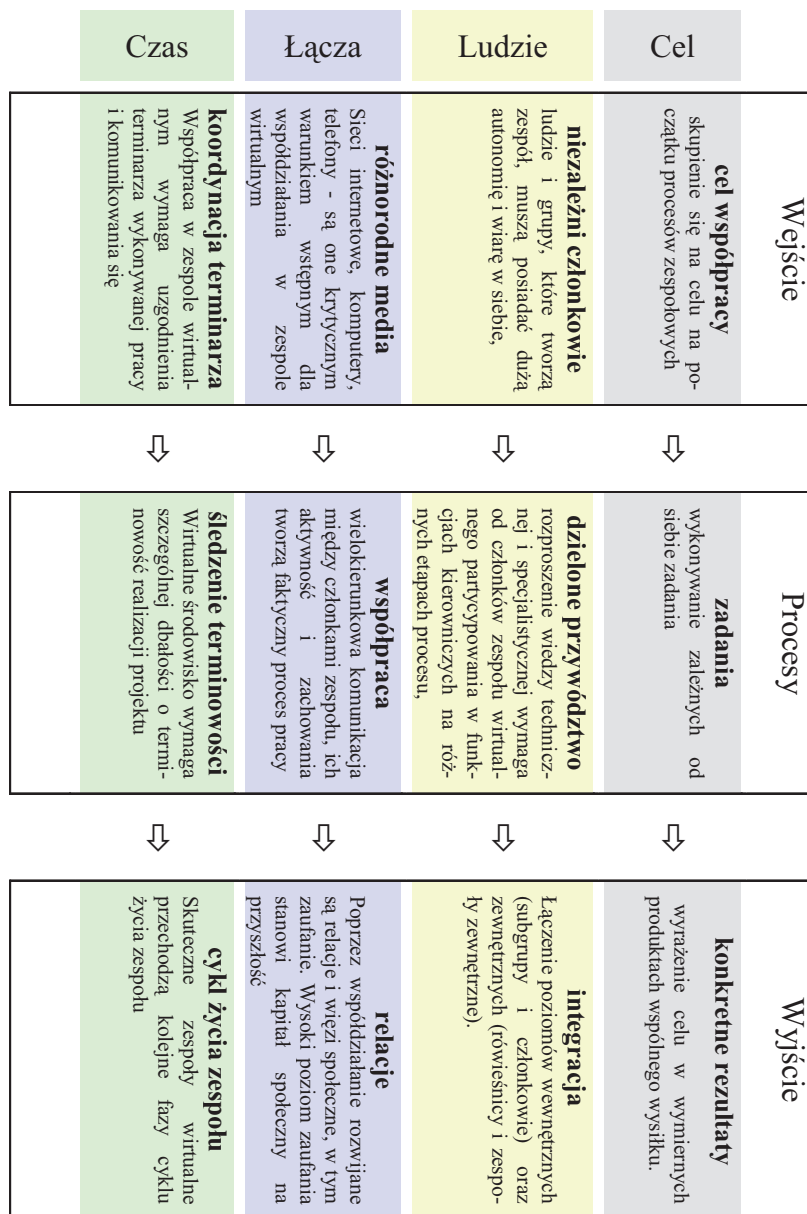 Wejście
Procesy
Wyjście
Cel
cel współpracy
skupienie się na celu na po-
czątku procesów zespołowych
zadania
wykonywanie zależnych od
siebie zadania
konkretne rezultaty
wyrażenie celu w wymiernych
produktach wspólnego wysiłku.
Ludzie
niezależni członkowie
ludzie i grupy, które tworzą
zespół, muszą posiadać dużą
autonomię i wiarę w siebie,
dzielone przywództwo
rozproszenie wiedzy technicz-
nej i specjalistycznej wymaga
od członków zespołu wirtual-
nego partycypowania w funk-
cjach kierowniczych na róż-
nych etapach procesu,
integracja
Łączenie poziomów wewnętrznych
(subgrupy i członkowie) oraz
zewnętrznych (rówieśnicy i zespo-
ły zewnętrzne).
Łącza
różnorodne media
Sieci internetowe, komputery,
telefony - są one krytycznym
warunkiem wstępnym dla
współdziałania w zespole
wirtualnym
współpraca
wielokierunkowa komunikacja
między członkami zespołu, ich
aktywność i zachowania
tworzą faktyczny proces pracy
relacje
Poprzez współdziałanie rozwijane
są relacje i więzi społeczne, w tym
zaufanie. Wysoki poziom zaufania
stanowi kapitał społeczny na
przyszłość
Czas
koordynacja terminarza
Współpraca w zespole wirtual-
nym wymaga uzgodnienia
terminarza wykonywanej pracy
i komunikowania się
śledzenie terminowości
Wirtualne środowisko wymaga
szczególnej dbałości o termi-
nowość realizacji projektu
cykl życia zespołu
Skuteczne zespoły wirtualne
przechodzą kolejne fazy cyklu
życia zespołu